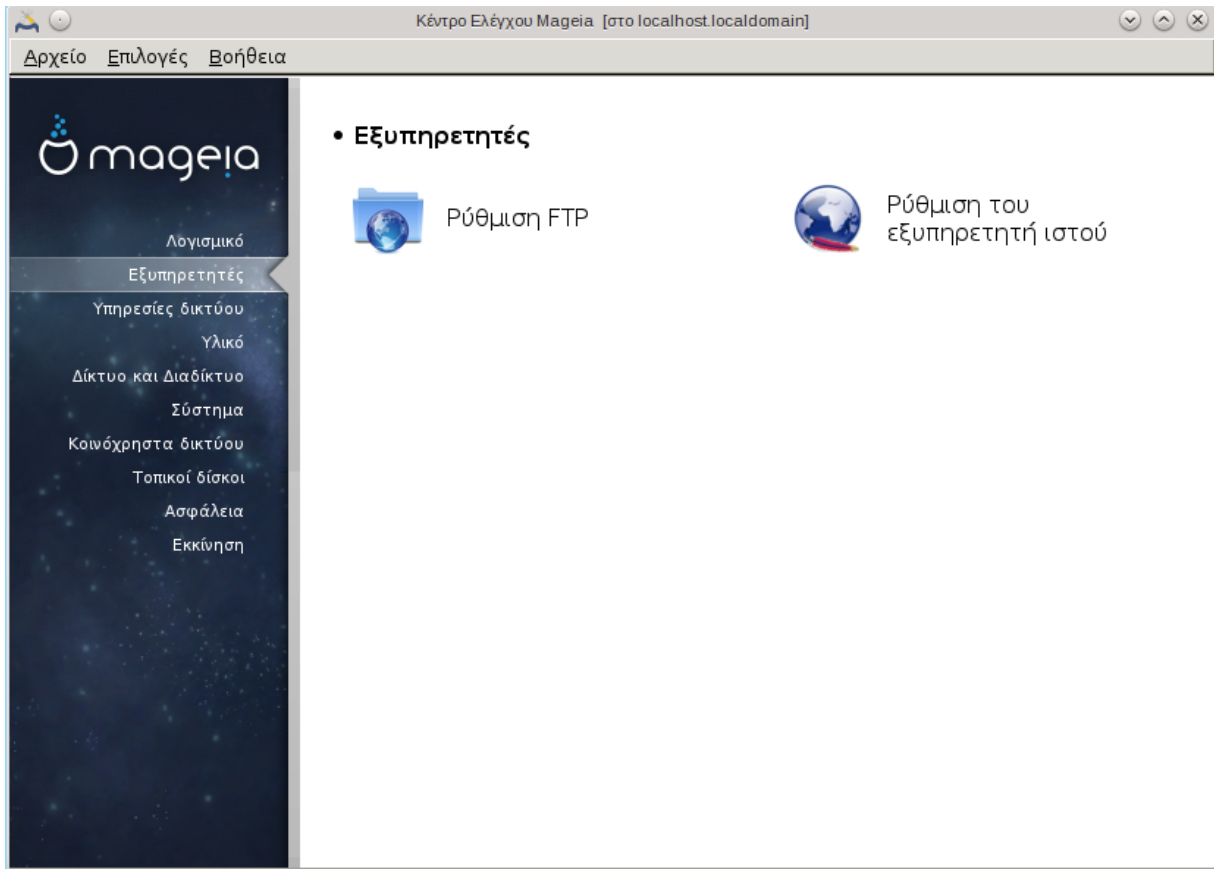 Κέντρο Ελέγχου Mageia [στο localhost.localdomain]
Αρχείο Επιλογές Βοήθεια
mageia
Λογισμικό
Εξυπηρετητές
Υπηρεσίες δικτύου
Υλικό
Δίκτυο και Διαδίκτυο
Σύστημα
Κοινόχρηστα δικτύου
Τοπικοί δίσκοι
Ασφάλεια
Εκκίνηση
• Εξυπηρετητές
Ρύθμιση FTP
Ρύθμιση του
εξυπηρετητή ιστού